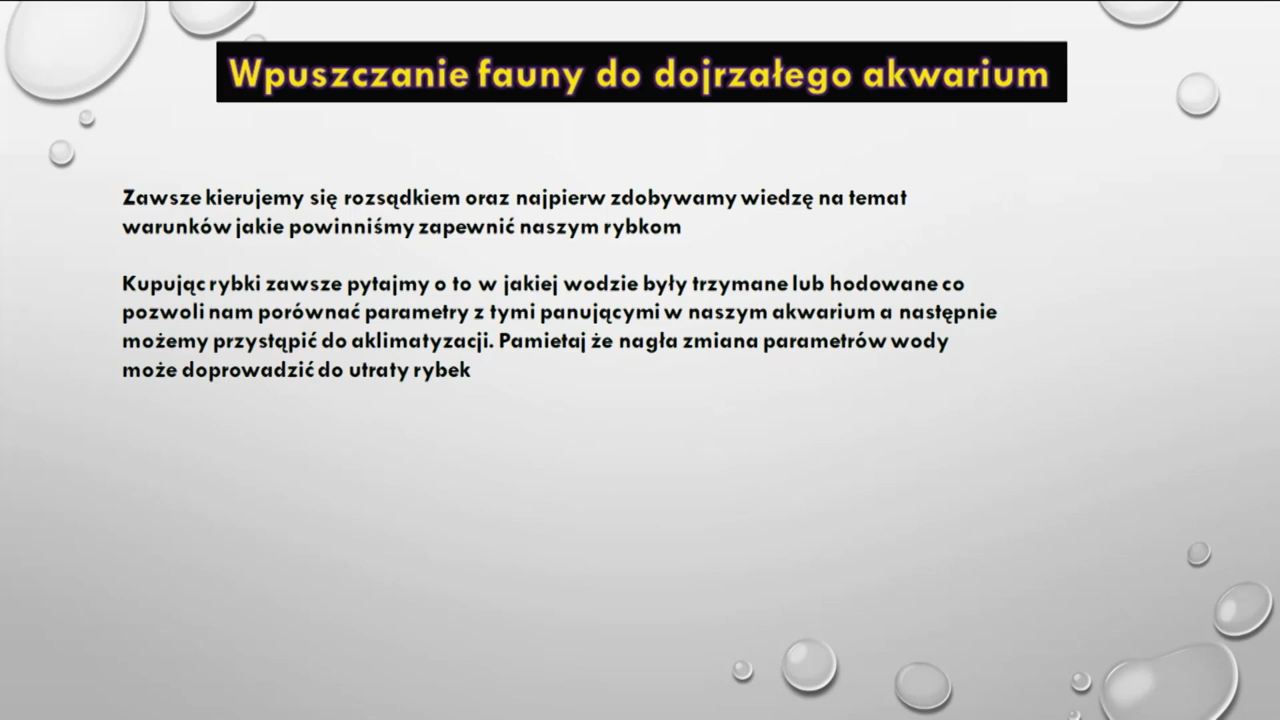 Wpuszczanie fauny do dojrzałego akwarium
Zawsze kierujemy się rozsądkiem oraz najpierw zdobywamy wiedzę na temat
warunków jakie powinniśmy zapewnić naszym rybkom
Kupując rybki zawsze pytajmy o to w jakiej wodzie były trzymane lub hodowane co
pozwoli nam porównać parametry z tymi panującymi w naszym akwarium a następnie
możemy przystąpić do aklimatyzacji. Pamietaj że nagła zmiana parametrów wody
może doprowadzić do utraty rybek